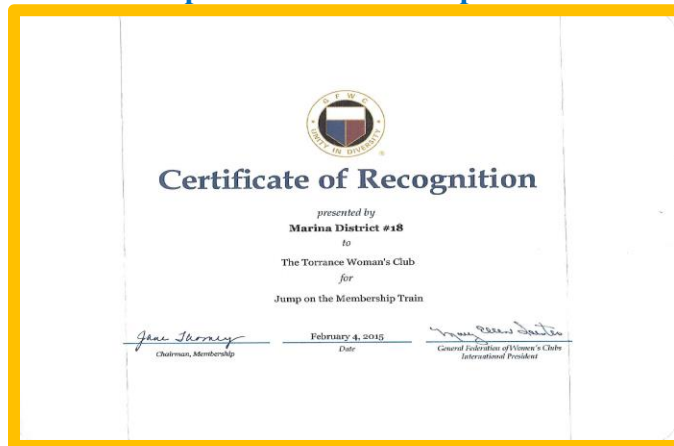 GFWC
UNITY IN DIVERSITY
®
Certificate of Recognition
presented by
Marina District #18
to
The Torrance Woman's Club
for
Jump on the Membership Train
February 4, 2015
Chairman, Membership
Date
General Federation of Women's Clubs
International President